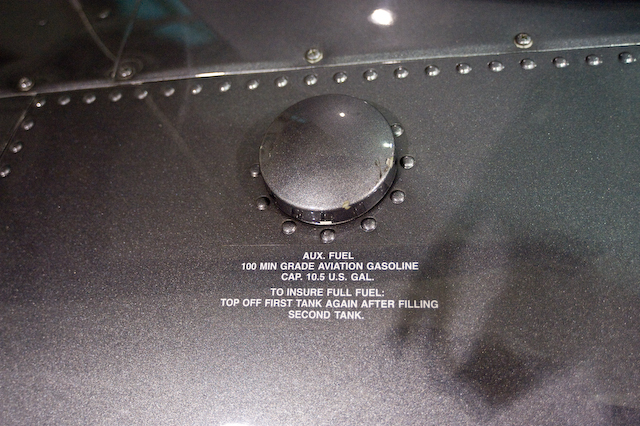 AUX. FUEL
100 MIN GRADE AVIATION GASOLINE
CAP. 10.5 U.S. GAL.
TO INSURE FULL FUEL:
TOP OFF FIRST TANK AGAIN AFTER FILLING
SECOND TANK.